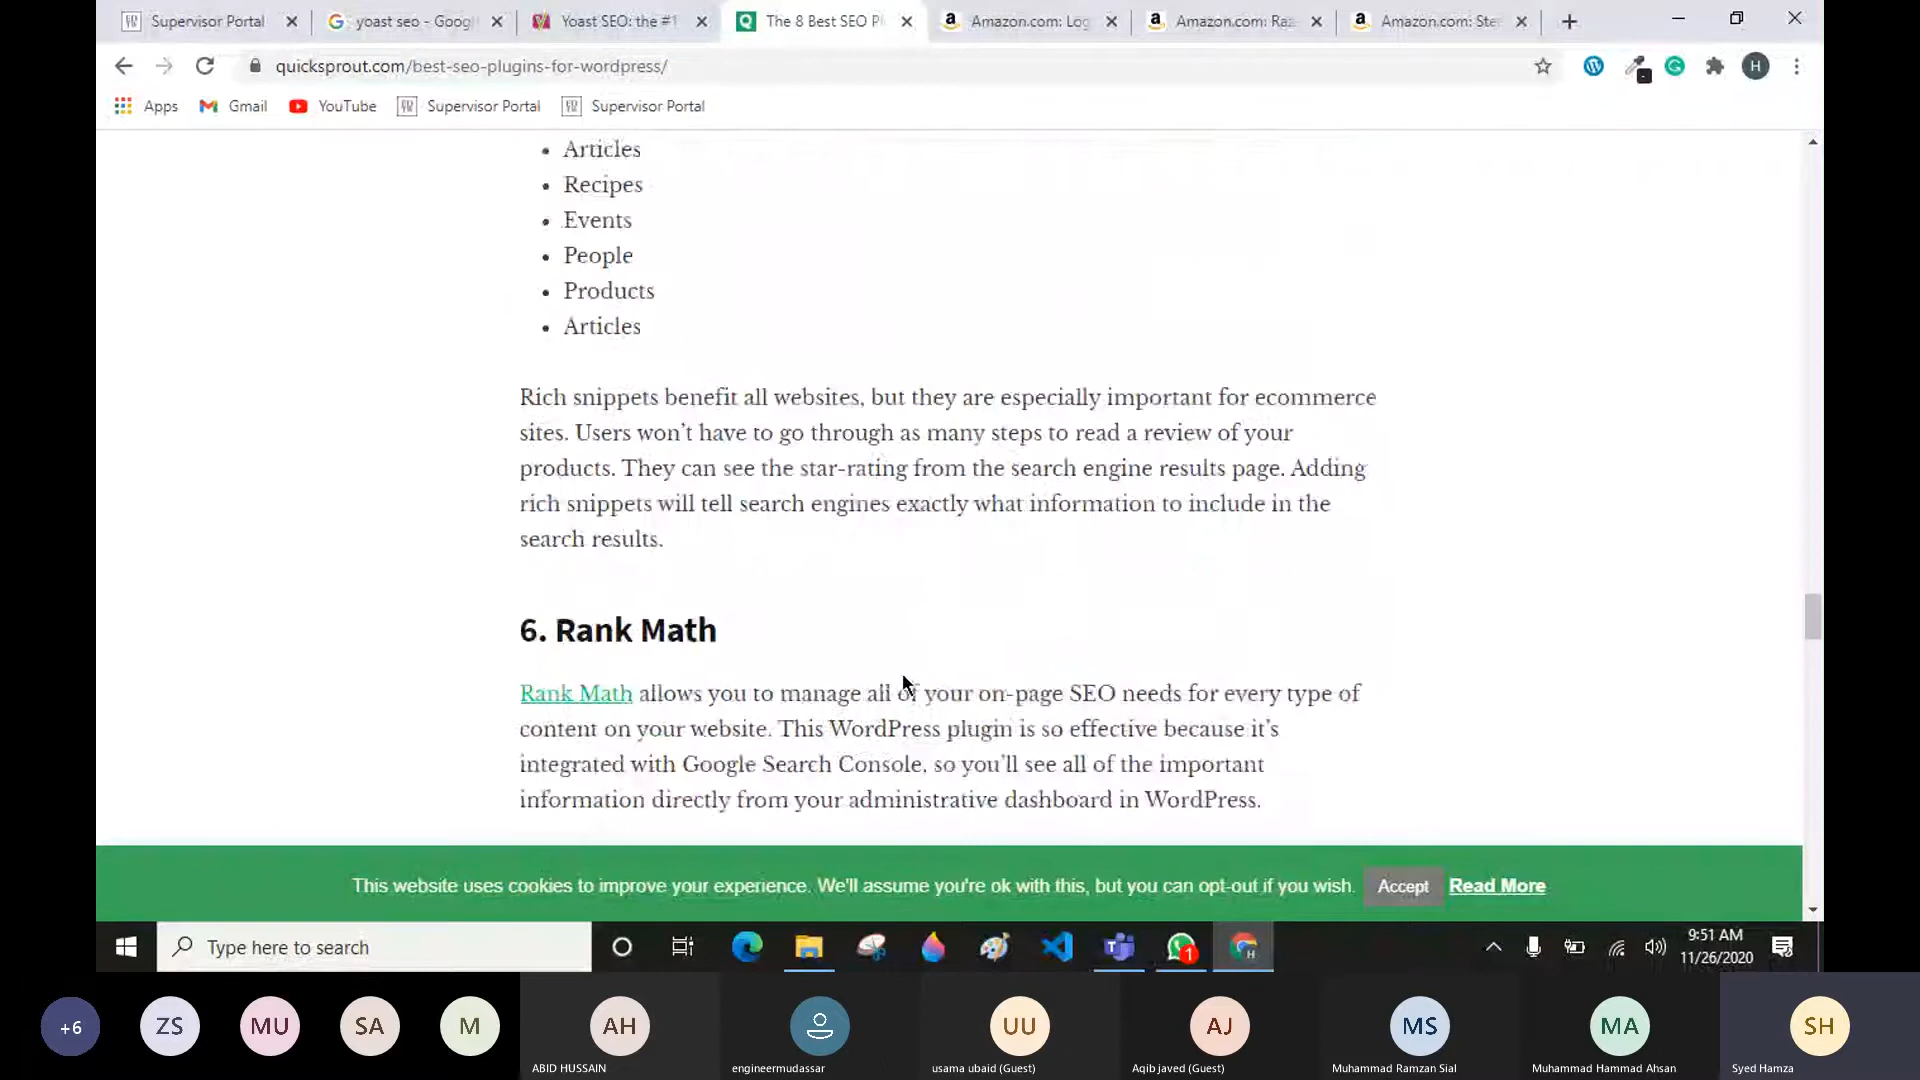 Supervisor Portal
yoast seo - Goog
Yoast SEO: the #1
The 8 Best SEO Pl
Amazon.com: Log
Amazon.com: Raz
Amazon.com: Ste
quicksprout.com/best-seo-plugins-for-wordpress/
H
Apps
Gmail
YouTube
Supervisor Portal
Supervisor Portal
• Articles
• Recipes
• Events
• People
• Products
• Articles
Rich snippets benefit all websites, but they are especially important for ecommerce
sites. Users won’t have to go through as many steps to read a review of your
products. They can see the star-rating from the search engine results page. Adding
rich snippets will tell search engines exactly what information to include in the
search results.
6. Rank Math
Rank Math allows you to manage all of your on-page SEO needs for every type of
content on your website. This WordPress plugin is so effective because it’s
integrated with Google Search Console, so you’ll see all of the important
information directly from your administrative dashboard in WordPress.
This website uses cookies to improve your experience. We'll assume you're ok with this, but you can opt-out if you wish. Accept Read More
Type here to search
1
9:51 AM
11/26/2020
+6
ZS
MU
SA
M
AH
UU
AJ
MS
MA
SH
ABID HUSSAIN
engineermudassar
usama ubaid (Guest)
Aqib javed (Guest)
Muhammad Ramzan Sial
Muhammad Hammad Ahsan
Syed Hamza